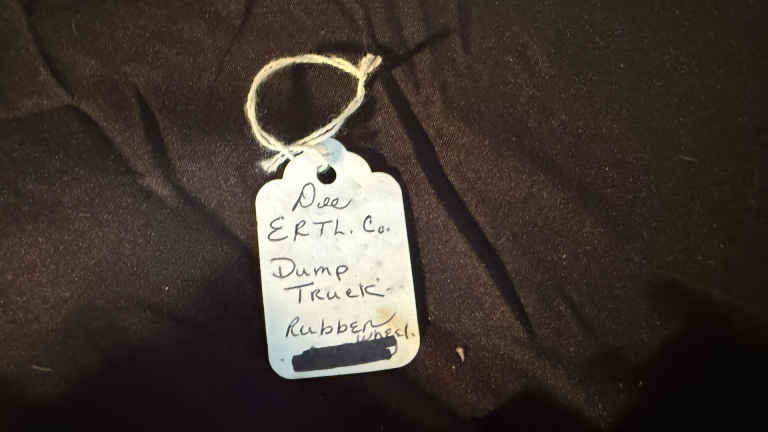 Dee
ERTL. Co.
Dump
Truck
Rubber
wheel.